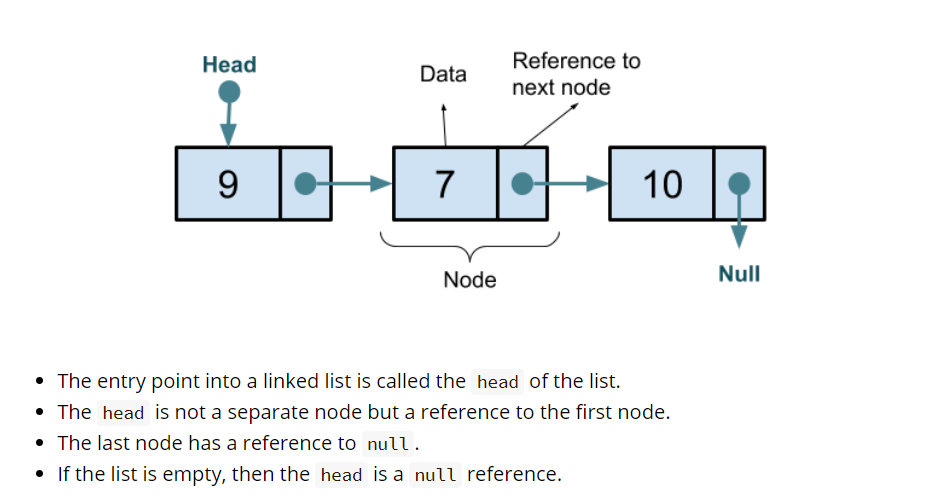 Head
Data
Reference to
next node
9
7
10
Node
Null
The entry point into a linked list is called the head of the list.
The head is not a separate node but a reference to the first node.
The last node has a reference to null.
If the list is empty, then the head is a null reference.